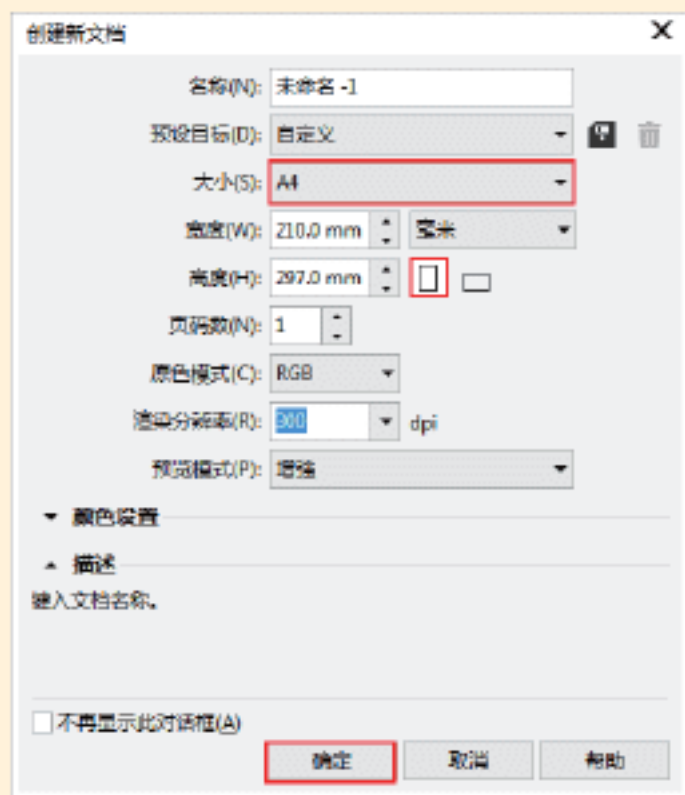 创建新文档
名称(N): 未命名 -1
预设目标(D): 自定义
大小(S): A4
宽度(W): 210.0 mm 毫米
高度(H): 297.0 mm
页码数(N): 1
原色模式(C): RGB
渲染分辨率(R): 300 dpi
预览模式(P): 增强
颜色设置
描述
键入文档名称。
不再显示此对话框(A)
确定 取消 帮助